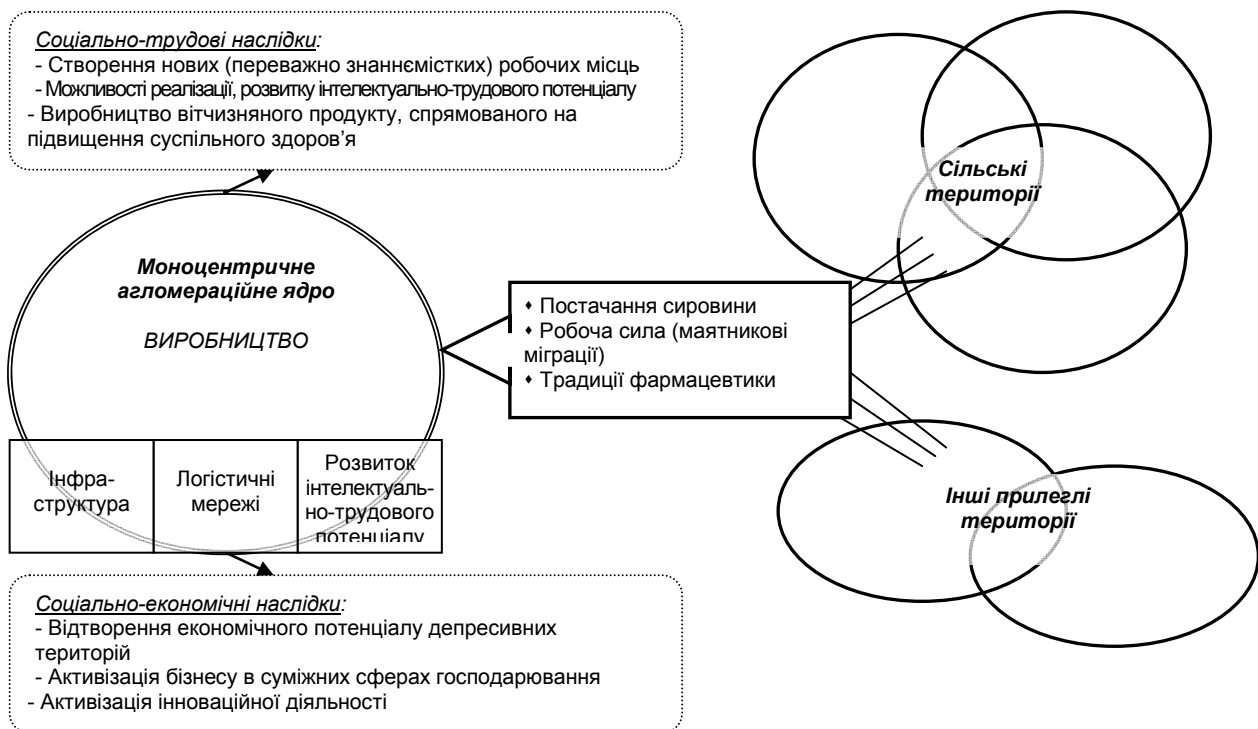 Соціально-трудові наслідки:
- Створення нових (переважно знаннємістких) робочих місць
- Можливості реалізації, розвитку інтелектуально-трудового потенціалу
- Виробництво вітчизняного продукту, спрямованого на
підвищення суспільного здоров’я
Моноцентричне
агломераційне ядро
ВИРОБНИЦТВО
Інфра-
структура
Логістичні
мережі
Розвиток
інтелектуаль-
но-трудового
потенціалу
Соціально-економічні наслідки:
- Відтворення економічного потенціалу депресивних
територій
- Активізація бізнесу в суміжних сферах господарювання
- Активізація інноваційної діяльності
♦ Постачання сировини
♦ Робоча сила (маятникові
міграції)
♦ Традиції фармацевтики
Сільські
території
Інші прилеглі
території